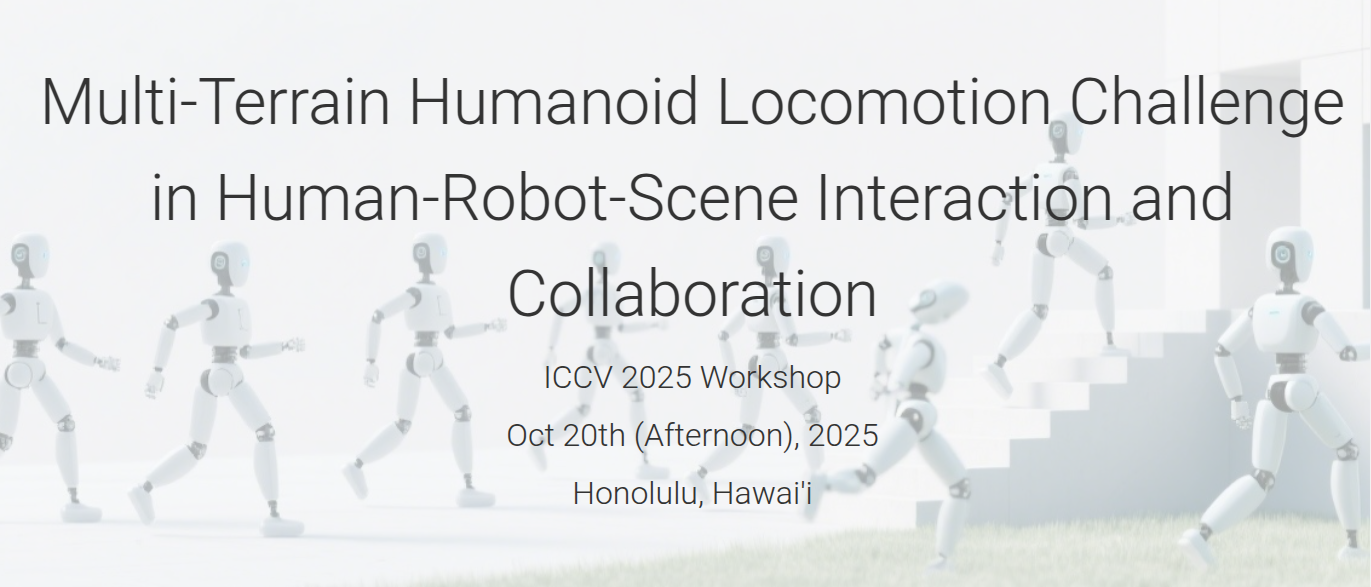 Multi-Terrain Humanoid Locomotion Challenge
in Human-Robot-Scene Interaction and
Collaboration
ICCV 2025 Workshop
Oct 20th (Afternoon), 2025
Honolulu, Hawai'i